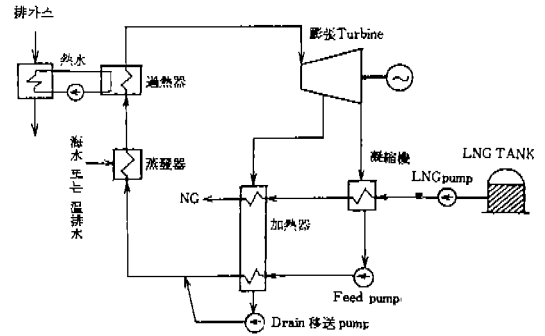 排가스
熱水
過熱器
膨張Turbine
海水 또는 溫排水
蒸發器
凝縮機
LNG TANK
LNG pump
NG
加熱器
Feed pump
Drain 移送 pump